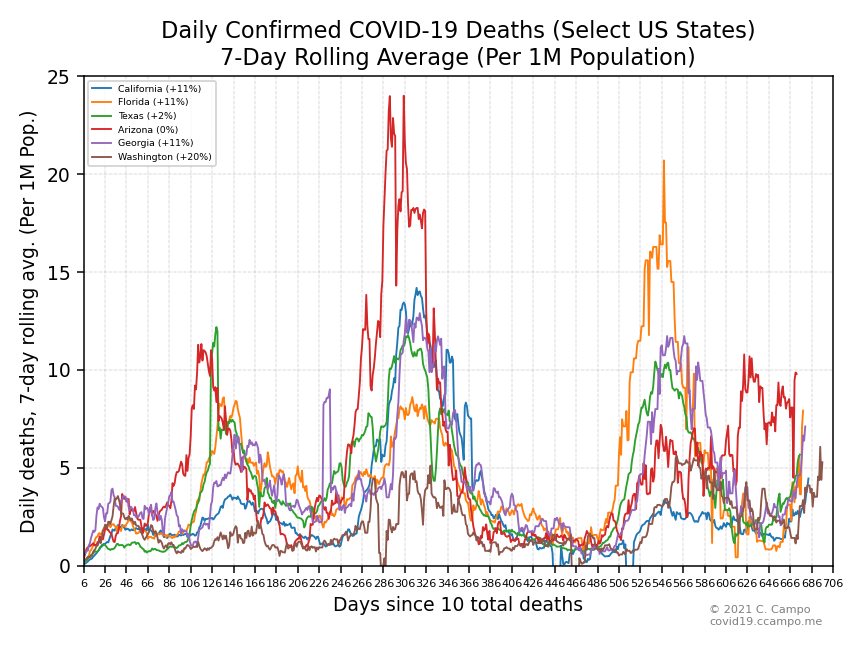 Daily Confirmed COVID-19 Deaths (Select US States)
7-Day Rolling Average (Per 1M Population)
Daily deaths, 7-day rolling avg. (Per 1M Pop.)
25
20
15
10
5
0
California (+11%)
Florida (+11%)
Texas (+2%)
Arizona (0%)
Georgia (+11%)
Washington (+20%)
6 26 46 66 86 106 126 146 166 186 206 226 246 266 286 306 326 346 366 386 406 426 446 466 486 506 526 546 566 586 606 626 646 666 686 706
Days since 10 total deaths
© 2021 C. Campo
covid19.ccampo.me